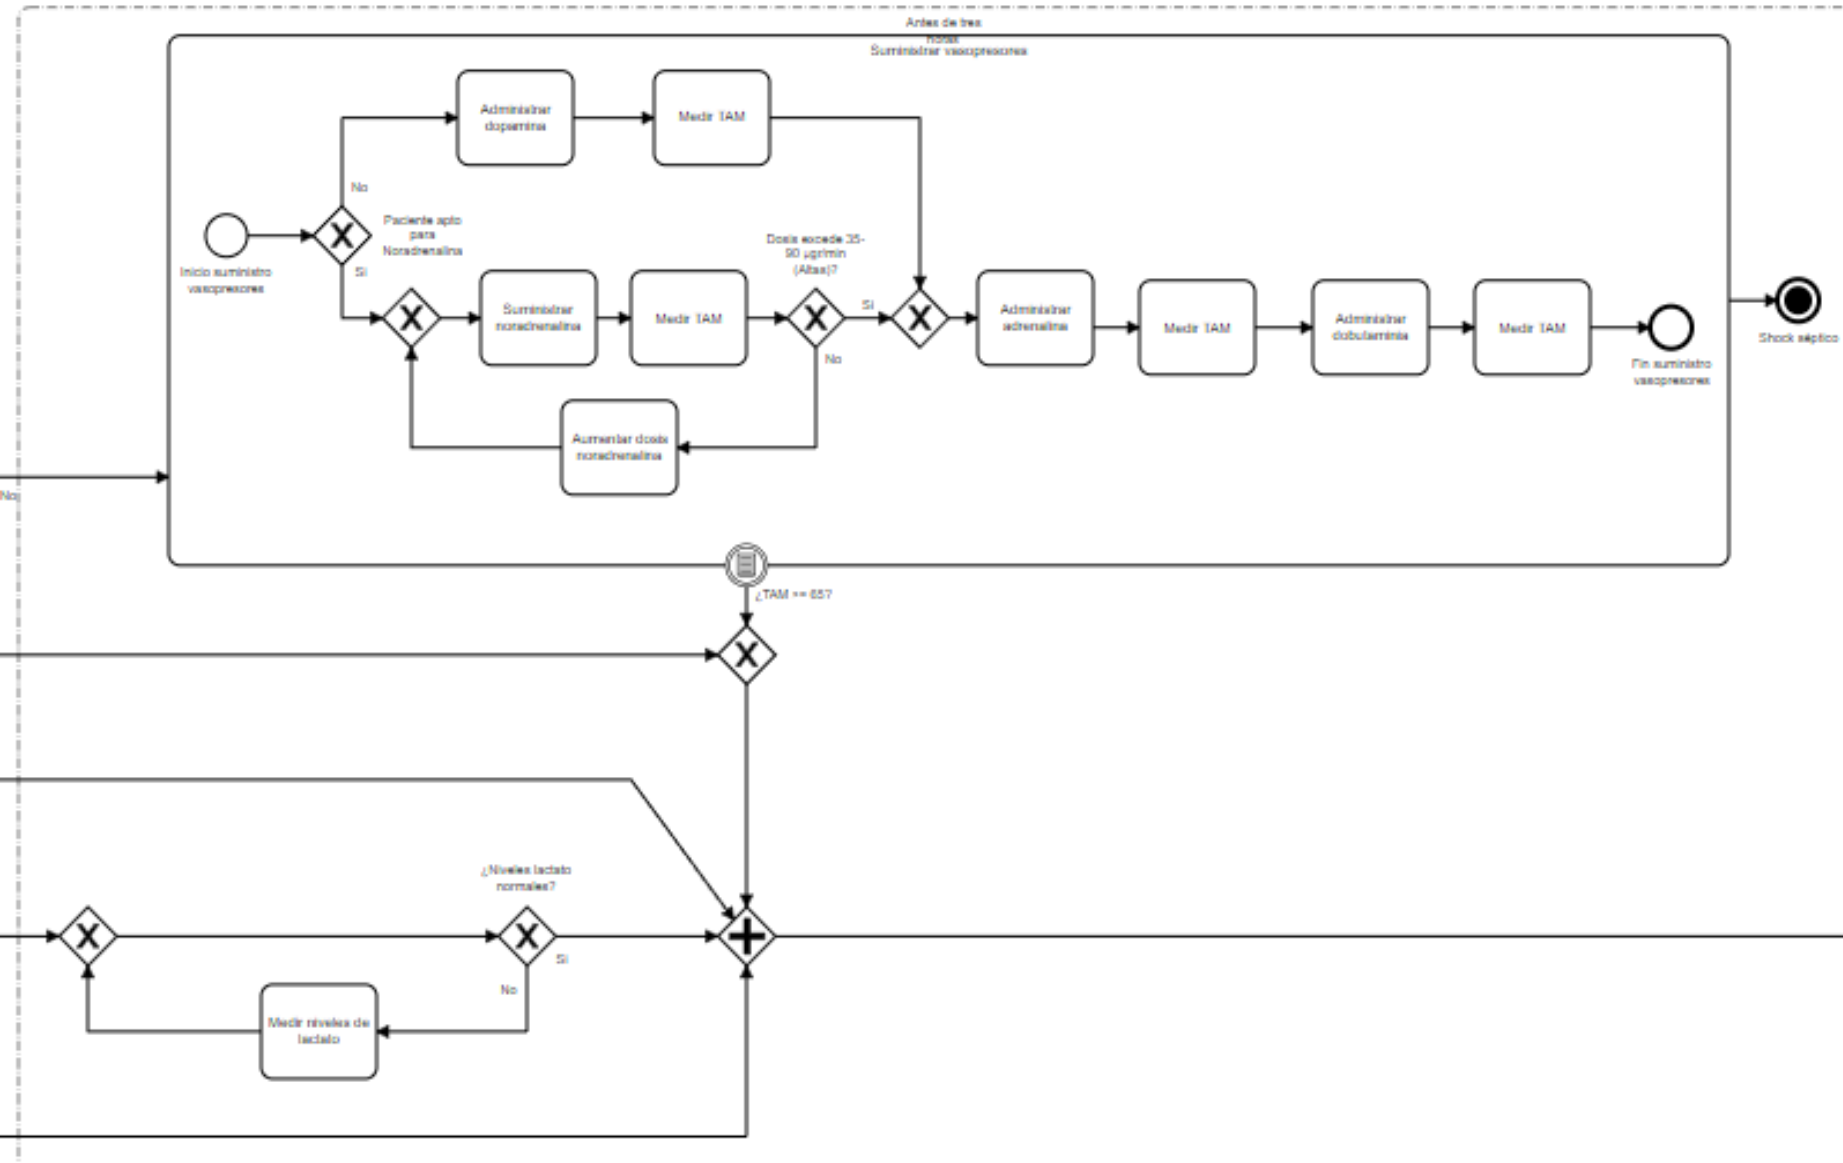 Antes de tres
horas
Suministrar vasopresores
Administrar
dopamina
Medir TAM
No
Paciente apto
para
Noradrenalina
Si
Inicio suministro
vasopresores
Dosis excede 35-
90 µgr/min
(Altas)?
Suministrar
noradrenalina
Medir TAM
Si
No
Administrar
adrenalina
Medir TAM
Administrar
dobutaminia
Medir TAM
Fin suministro
vasopresores
Shock séptico
Aumentar dosis
noradrenalina
No
¿TAM >= 65?
¿Niveles lactato
normales?
Si
No
Medir niveles de
lactato